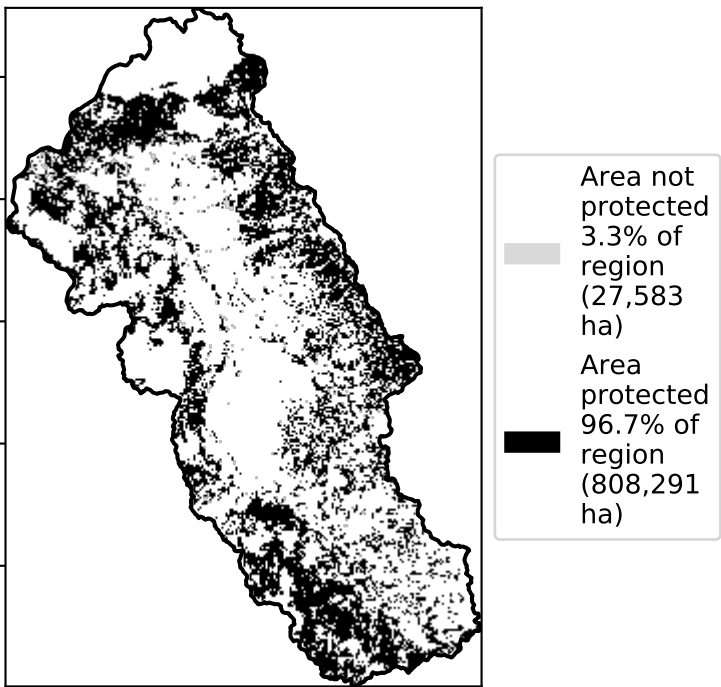 Area not
protected
3.3% of
region
(27,583
ha)
Area
protected
96.7% of
region
(808,291
ha)